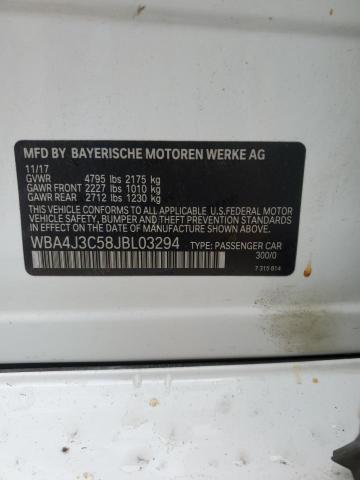 MFD BY BAYERISCHE MOTOREN WERKE AG
11/17
GVWR 4795 lbs 2175 kg
GAWR FRONT 2227 lbs 1010 kg
GAWR REAR 2712 lbs 1230 kg
THIS VEHICLE CONFORMS TO ALL APPLICABLE U.S.FEDERAL MOTOR
VEHICLE SAFETY, BUMPER AND THEFT PREVENTION STANDARDS
IN EFFECT ON THE DATE OF MANUFACTURE SHOWN ABOVE.
WBA4J3C58JBL03294 TYPE: PASSENGER CAR
300/0
7 315 814